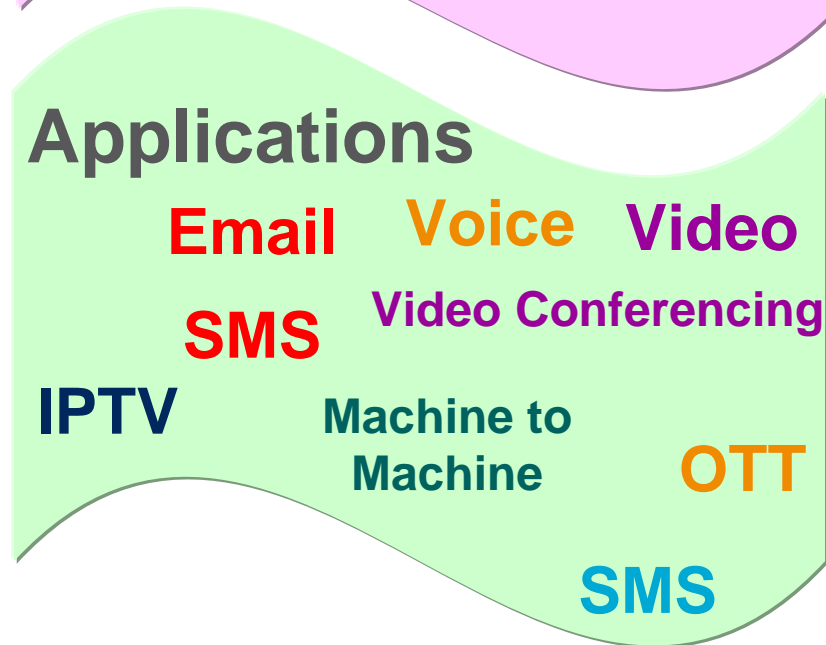 Applications
Email
Voice
Video
Video Conferencing
SMS
IPTV
Machine to
Machine
OTT
SMS